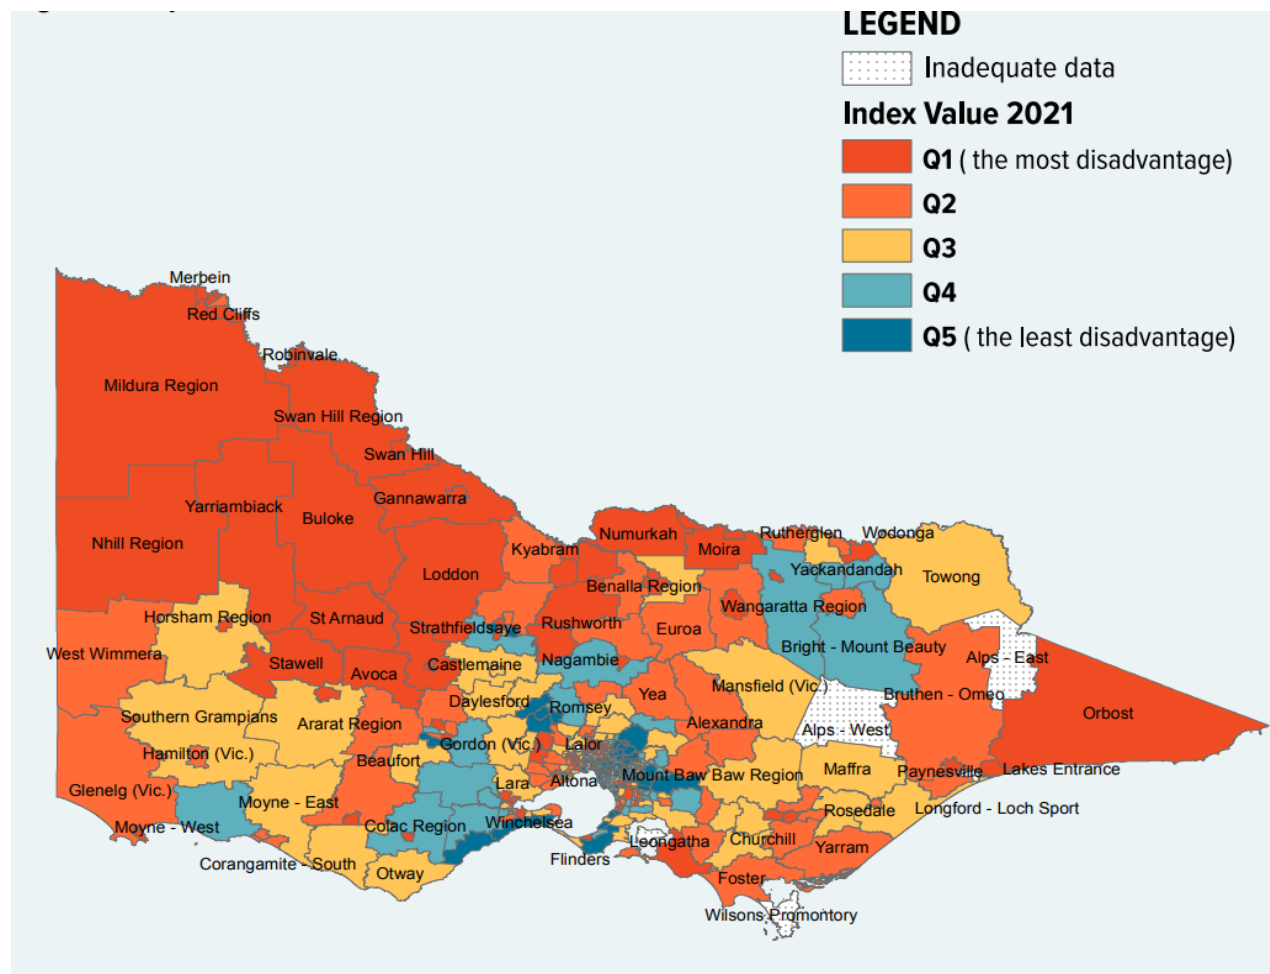 LEGEND
Inadequate data
Index Value 2021
Q1 ( the most disadvantage)
Q2
Q3
Q4
Q5 ( the least disadvantage)
Merbein
Red Cliffs
Robinvale
Mildura Region
Swan Hill Region
Swan Hill
Gannawarra
Yarriambiack
Buloke
Nhill Region
Numurkah
Rutherglen
Wodonga
Kyabram
Moira
Loddon
Benalla Region
Yackandandah
Towong
Wangaratta Region
Horsham Region
St Arnaud
Strathfieldsaye
Rushworth
Euroa
Bright - Mount Beauty
West Wimmera
Stawell
Avoca
Castlemaine
Nagambie
Alps - East
Mansfield (Vic.)
Bruthen - Omeo
Yea
Daylesford
Romsey
Orbost
Southern Grampians
Ararat Region
Alexandra
Alps - West
Hamilton (Vic.)
Beaufort
Gordon (Vic.)
Lalor
Maffra
Paynesville
Lakes Entrance
Glenelg (Vic.)
Moyne - East
Lara
Altona
Mount Baw Baw Region
Rosedale
Longford - Loch Sport
Moyne - West
Colac Region
Winchelsea
Leongatha
Churchill
Yarram
Corangamite - South
Otway
Flinders
Foster
Wilsons Promontory